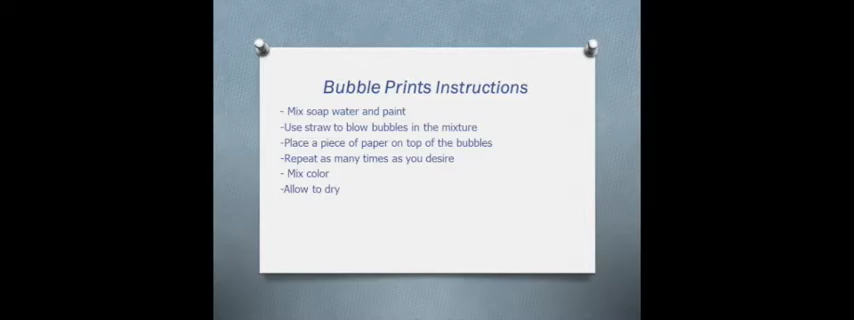 Bubble Prints Instructions
- Mix soap water and paint
-Use straw to blow bubbles in the mixture
-Place a piece of paper on top of the bubbles
-Repeat as many times as you desire
- Mix color
-Allow to dry